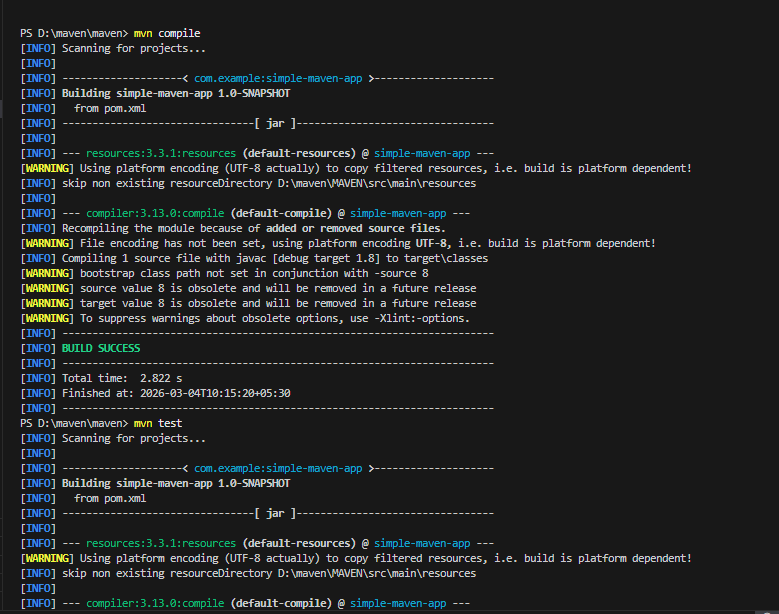 PS D:\maven\maven> mvn compile
[INFO] Scanning for projects...
[INFO]
[INFO] --------------------< com.example:simple-maven-app >--------------------
[INFO] Building simple-maven-app 1.0-SNAPSHOT
[INFO]   from pom.xml
[INFO] --------------------------------[ jar ]---------------------------------
[INFO]
[INFO] --- resources:3.3.1:resources (default-resources) @ simple-maven-app ---
[WARNING] Using platform encoding (UTF-8 actually) to copy filtered resources, i.e. build is platform dependent!
[INFO] skip non existing resourceDirectory D:\maven\MAVEN\src\main\resources
[INFO]
[INFO] --- compiler:3.13.0:compile (default-compile) @ simple-maven-app ---
[INFO] Recompiling the module because of added or removed source files.
[WARNING] File encoding has not been set, using platform encoding UTF-8, i.e. build is platform dependent!
[INFO] Compiling 1 source file with javac [debug target 1.8] to target\classes
[WARNING] bootstrap class path not set in conjunction with -source 8
[WARNING] source value 8 is obsolete and will be removed in a future release
[WARNING] target value 8 is obsolete and will be removed in a future release
[WARNING] To suppress warnings about obsolete options, use -Xlint:-options.
[INFO] ------------------------------------------------------------------------
[INFO] BUILD SUCCESS
[INFO] ------------------------------------------------------------------------
[INFO] Total time:  2.822 s
[INFO] Finished at: 2026-03-04T10:15:20+05:30
[INFO] ------------------------------------------------------------------------
PS D:\maven\maven> mvn test
[INFO] Scanning for projects...
[INFO]
[INFO] --------------------< com.example:simple-maven-app >--------------------
[INFO] Building simple-maven-app 1.0-SNAPSHOT
[INFO]   from pom.xml
[INFO] --------------------------------[ jar ]---------------------------------
[INFO]
[INFO] --- resources:3.3.1:resources (default-resources) @ simple-maven-app ---
[WARNING] Using platform encoding (UTF-8 actually) to copy filtered resources, i.e. build is platform dependent!
[INFO] skip non existing resourceDirectory D:\maven\MAVEN\src\main\resources
[INFO]
[INFO] --- compiler:3.13.0:compile (default-compile) @ simple-maven-app ---